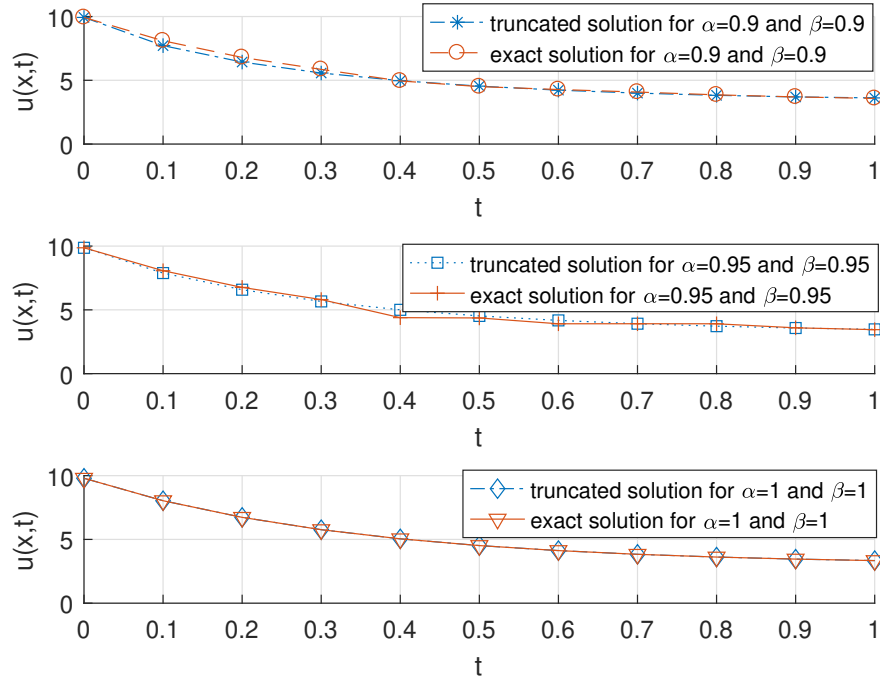 10
5
0
u(x,t)
truncated solution for α=0.9 and β=0.9
exact solution for α=0.9 and β=0.9
0 0.1 0.2 0.3 0.4 0.5 0.6 0.7 0.8 0.9 1
t
10
5
0
u(x,t)
truncated solution for α=0.95 and β=0.95
exact solution for α=0.95 and β=0.95
0 0.1 0.2 0.3 0.4 0.5 0.6 0.7 0.8 0.9 1
t
10
5
0
u(x,t)
truncated solution for α=1 and β=1
exact solution for α=1 and β=1
0 0.1 0.2 0.3 0.4 0.5 0.6 0.7 0.8 0.9 1
t